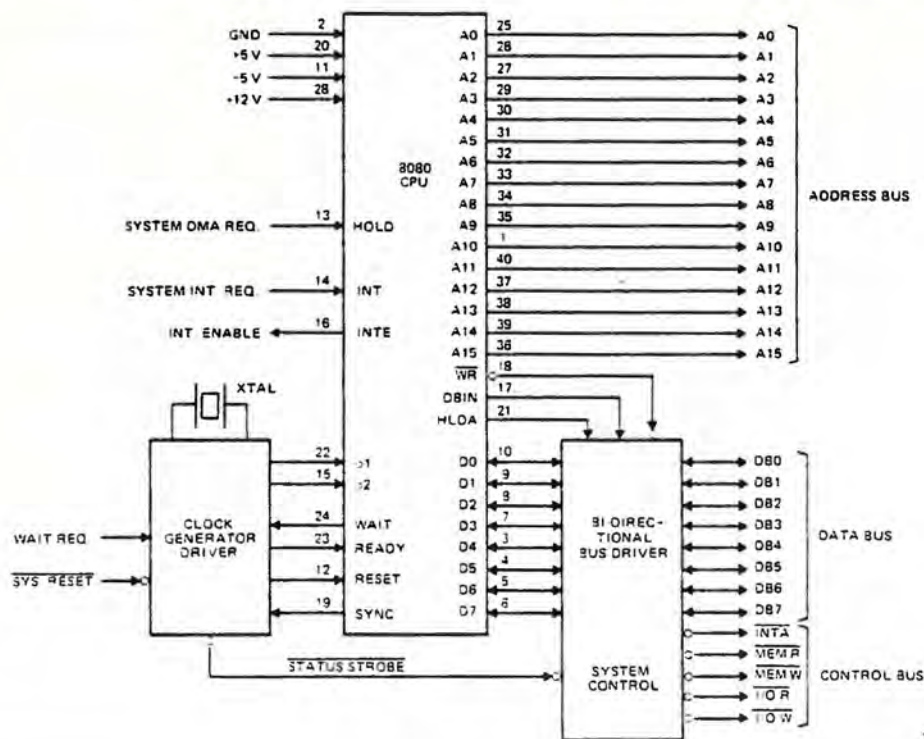 GND 2
+5 V 20
-5 V 11
+12 V 28
8080
CPU
A0 25 A0
A1 26 A1
A2 27 A2
A3 29 A3
A4 30 A4
A5 31 A5
A6 32 A6
A7 33 A7
A8 34 A8
A9 35 A9
A10 1 A10
A11 40 A11
A12 37 A12
A13 38 A13
A14 39 A14
A15 36 A15
ADDRESS BUS
SYSTEM DMA REQ. 13 HOLD
SYSTEM INT. REQ. 14 INT
INT. ENABLE 16 INTE
WR 18
DBIN 17
HLDA 21
XTAL
CLOCK
GENERATOR
DRIVER
WAIT REQ.
SYS. RESET
22 φ1
15 φ2
24 WAIT
23 READY
12 RESET
19 SYNC
STATUS STROBE
D0 10 DB0
D1 9 DB1
D2 8 DB2
D3 7 DB3
D4 3 DB4
D5 4 DB5
D6 5 DB6
D7 6 DB7
BI-DIREC-
TIONAL
BUS DRIVER
DATA BUS
SYSTEM
CONTROL
INTA
MEM R
MEM W
I/O R
I/O W
CONTROL BUS